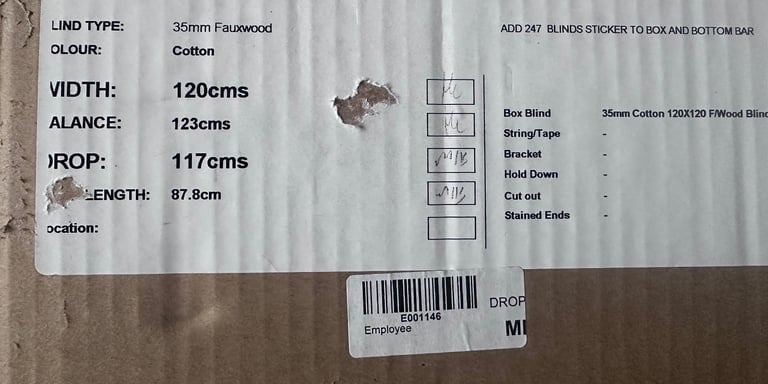 LIND TYPE: 35mm Fauxwood
OLOUR: Cotton
VIDTH: 120cms
ALANCE: 123cms
ROP: 117cms
LENGTH: 87.8cm
ocation:
ADD 247 BLINDS STICKER TO BOX AND BOTTOM BAR
Box Blind 35mm Cotton 120X120 F/Wood Blind
String/Tape -
Bracket -
Hold Down -
Cut out -
Stained Ends -
E001146
Employee
DROP